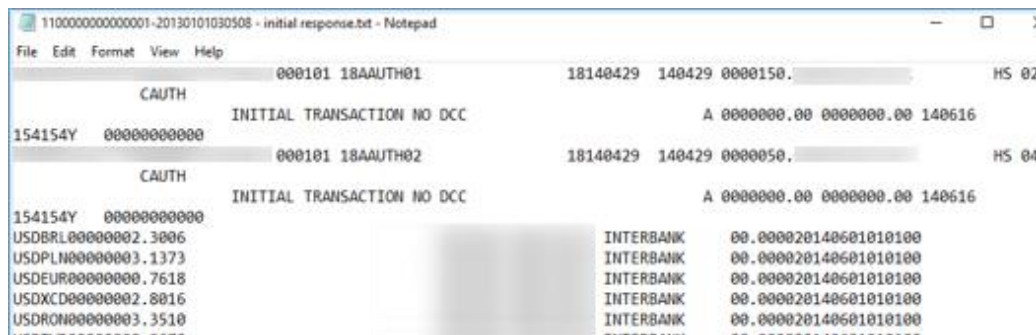 1100000000000001-20130101030508 - initial response.txt - Notepad
File Edit Format View Help
000101 18AAUTH01 18140429 140429 0000150. HS 02
CAUTH
INITIAL TRANSACTION NO DCC A 0000000.00 0000000.00 140616
154154Y 00000000000
000101 18AAUTH02 18140429 140429 0000050. HS 04
CAUTH
INITIAL TRANSACTION NO DCC A 0000000.00 0000000.00 140616
154154Y 00000000000
USDBRL00000002.3006 INTERBANK 00.000020140601010100
USDPLN00000003.1373 INTERBANK 00.000020140601010100
USDEUR00000000.7618 INTERBANK 00.000020140601010100
USDXCD00000002.8016 INTERBANK 00.000020140601010100
USDRON00000003.3510 INTERBANK 00.000020140601010100